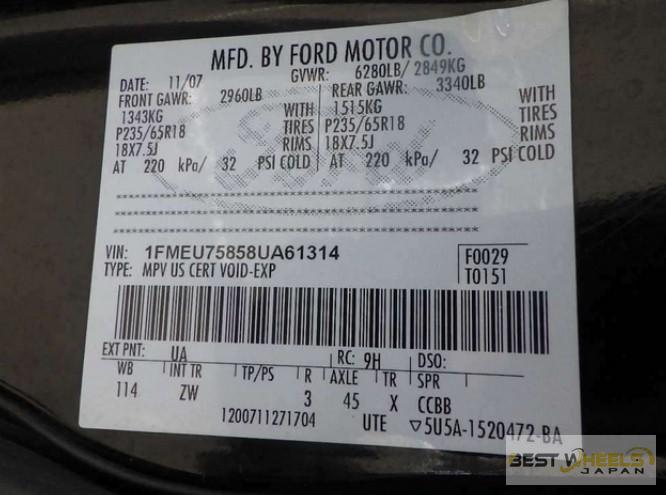 MFD. BY FORD MOTOR CO.
DATE: 11/07 GVWR: 6280LB/ 2849KG
FRONT GAWR: 2960LB REAR GAWR: 3340LB
1343KG WITH 1515KG WITH
P235/65R18 TIRES P235/65R18 TIRES
18X7.5J RIMS 18X7.5J RIMS
AT 220 kPa/ 32 PSI COLD AT 220 kPa/ 32 PSI COLD
VIN: 1FMEU75858UA61314
TYPE: MPV US CERT VOID-EXP
F0029
T0151
EXT PNT: UA RC: 9H DSO:
WB INT TR TP/PS R AXLE TR SPR
114 ZW 3 45 X CCBB
1200711271704 UTE ▽5U5A-1520472-BA
BEST WHEELS
JAPAN